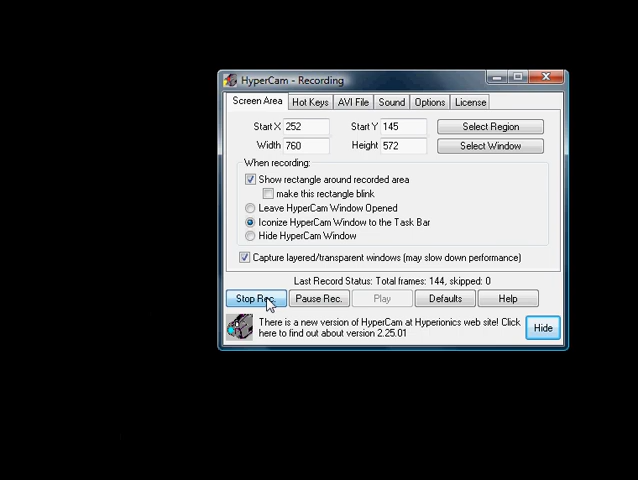 HyperCam - Recording
Screen Area Hot Keys AVI File Sound Options License
Start X 252 Start Y 145 Select Region
Width 760 Height 572 Select Window
When recording:
Show rectangle around recorded area
make this rectangle blink
Leave HyperCam Window Opened
Iconize HyperCam Window to the Task Bar
Hide HyperCam Window
Capture layered/transparent windows (may slow down performance)
Last Record Status: Total frames: 144, skipped: 0
Stop Rec. Pause Rec. Play Defaults Help
There is a new version of HyperCam at Hyperionics web site! Click
here to find out about version 2.25.01
Hide